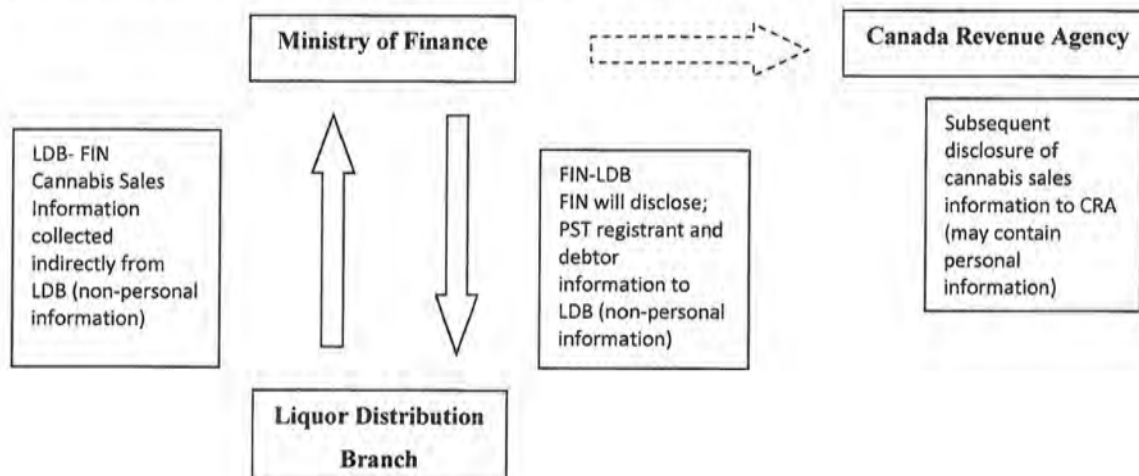 Ministry of Finance
Canada Revenue Agency
LDB- FIN
Cannabis Sales
Information
collected
indirectly from
LDB (non-personal
information)
FIN-LDB
FIN will disclose;
PST registrant and
debtor
information to
LDB (non-personal
information)
Subsequent
disclosure of
cannabis sales
information to CRA
(may contain
personal
information)
Liquor Distribution
Branch